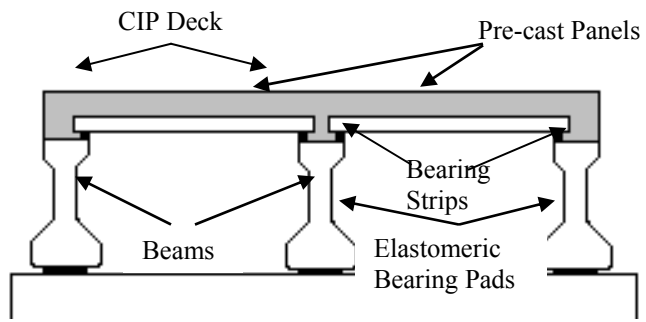 CIP Deck
Pre-cast Panels
Bearing
Strips
Beams
Elastomeric
Bearing Pads